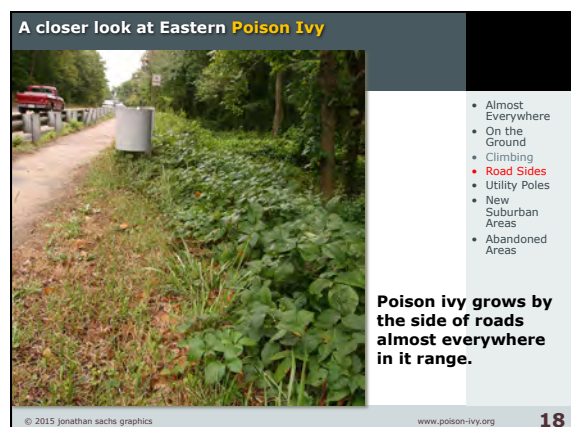 A closer look at Eastern Poison Ivy
• Almost
Everywhere
• On the
Ground
• Climbing
• Road Sides
• Utility Poles
• New
Suburban
Areas
• Abandoned
Areas
Poison ivy grows by
the side of roads
almost everywhere
in it range.
© 2015 jonathan sachs graphics
www.poison-ivy.org
18